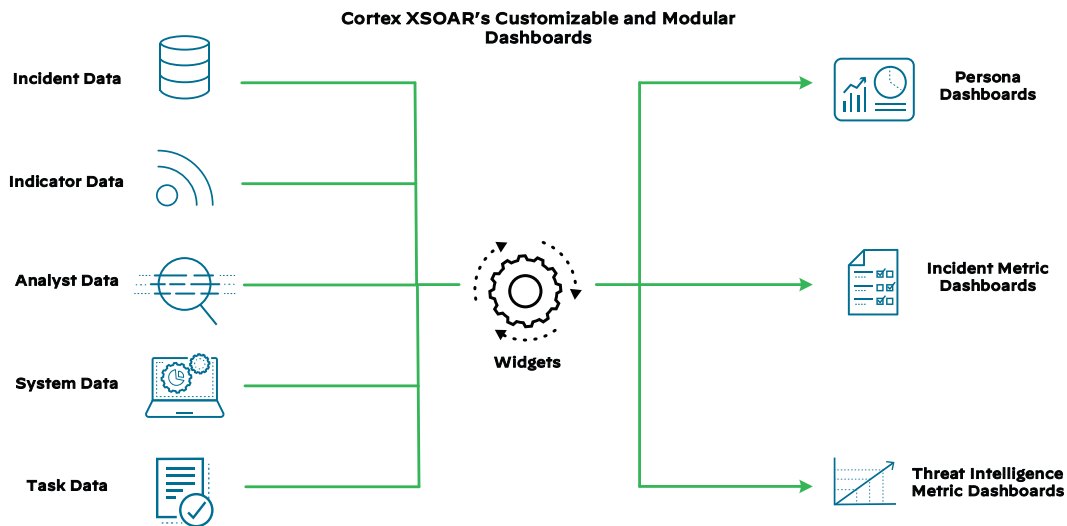 Cortex XSOAR's Customizable and Modular
Dashboards
Incident Data
Indicator Data
Analyst Data
System Data
Task Data
Widgets
Persona
Dashboards
Incident Metric
Dashboards
Threat Intelligence
Metric Dashboards